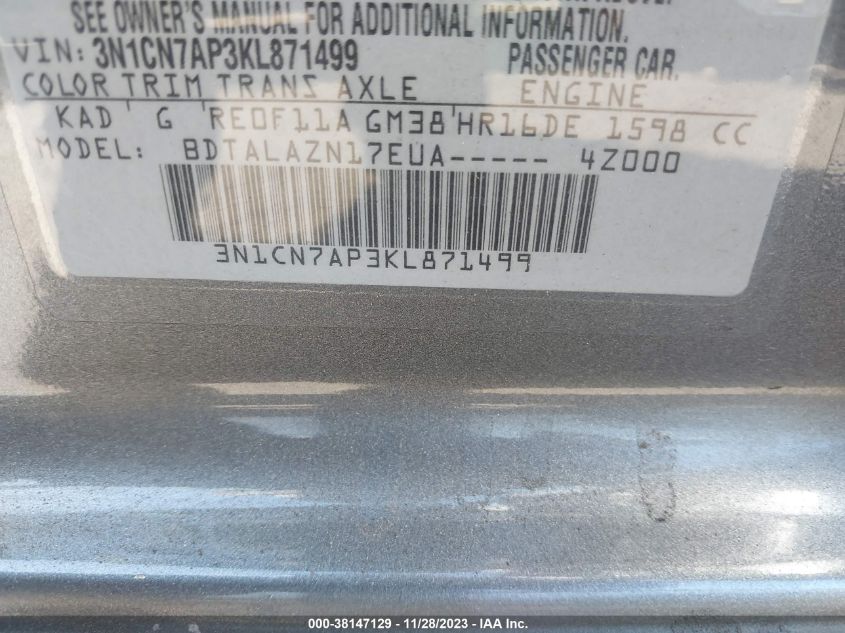 SEE OWNER'S MANUAL FOR ADDITIONAL INFORMATION.
VIN: 3N1CN7AP3KL871499 PASSENGER CAR.
COLOR TRIM TRANS AXLE ENGINE
KAD G RE0F11A GM38 HR16DE 1598 CC
MODEL: BDTALAZN17EUA----- 4Z000
3N1CN7AP3KL871499
000-38147129 - 11/28/2023 - © IAA, Inc.